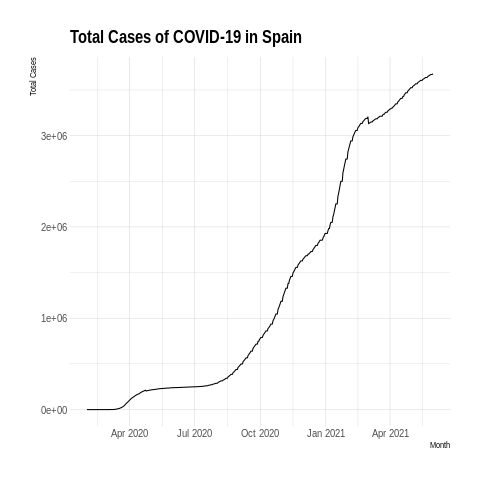 Total Cases of COVID-19 in Spain
Total Cases
3e+06
2e+06
1e+06
0e+00
Apr 2020 Jul 2020 Oct 2020 Jan 2021 Apr 2021
Month